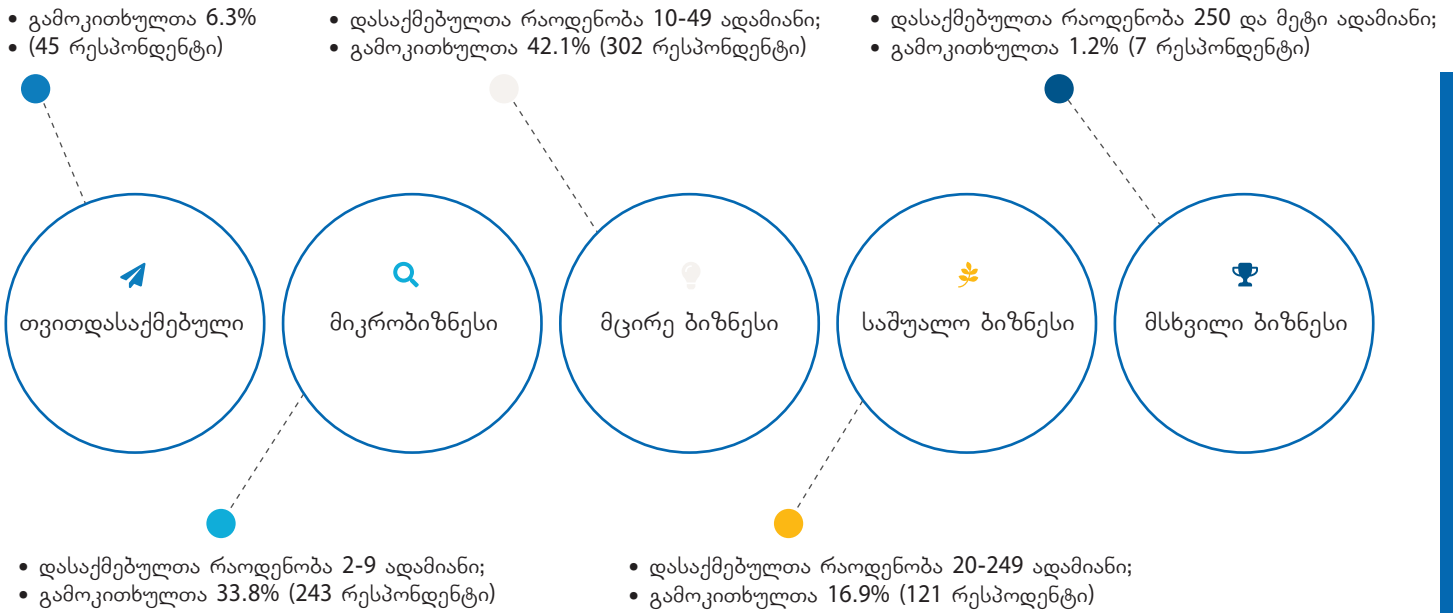 • გამოკითხულთა 6.3%
• (45 რესპონდენტი)
• დასაქმებულთა რაოდენობა 10-49 ადამიანი;
• გამოკითხულთა 42.1% (302 რესპონდენტი)
• დასაქმებულთა რაოდენობა 250 და მეტი ადამიანი;
• გამოკითხულთა 1.2% (7 რესპონდენტი)
თვითდასაქმებული
მიკრობიზნესი
მცირე ბიზნესი
საშუალო ბიზნესი
მსხვილი ბიზნესი
• დასაქმებულთა რაოდენობა 2-9 ადამიანი;
• გამოკითხულთა 33.8% (243 რესპონდენტი)
• დასაქმებულთა რაოდენობა 20-249 ადამიანი;
• გამოკითხულთა 16.9% (121 რესპოდენტი)